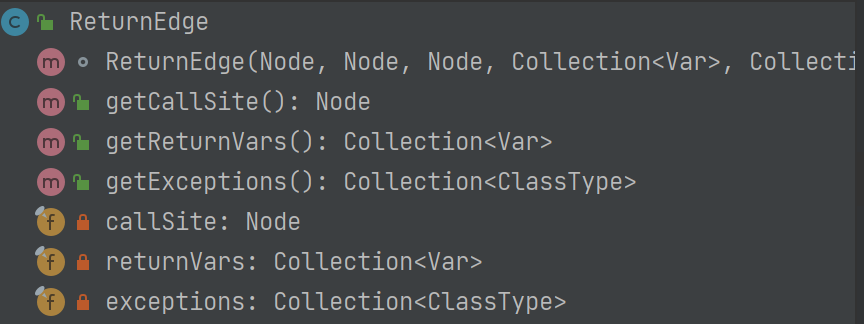 C ReturnEdge
m ReturnEdge(Node, Node, Node, Collection<Var>, Collecti
m getCallSite(): Node
m getReturnVars(): Collection<Var>
m getExceptions(): Collection<ClassType>
f callSite: Node
f returnVars: Collection<Var>
f exceptions: Collection<ClassType>